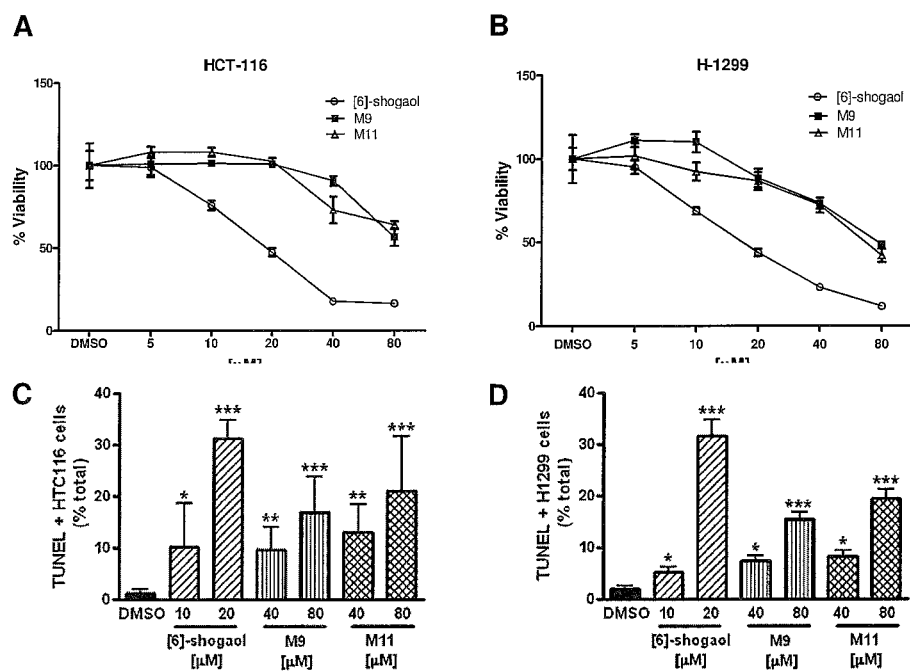 A
HCT-116
150
100
50
0
% Viability
[6]-shogaol
M9
M11
DMSO 5 10 20 40 80
B
H-1299
150
100
50
0
% Viability
[6]-shogaol
M9
M11
DMSO 5 10 20 40 80
C
40
30
20
10
0
TUNEL + HTC116 cells
(% total)
* *** ** *** ** ***
DMSO 10 20 40 80 40 80
[6]-shogaol M9 M11
[µM] [µM] [µM]
D
40
30
20
10
0
TUNEL + H1299 cells
(% total)
* *** * *** * ***
DMSO 10 20 40 80 40 80
[6]-shogaol M9 M11
[µM] [µM] [µM]